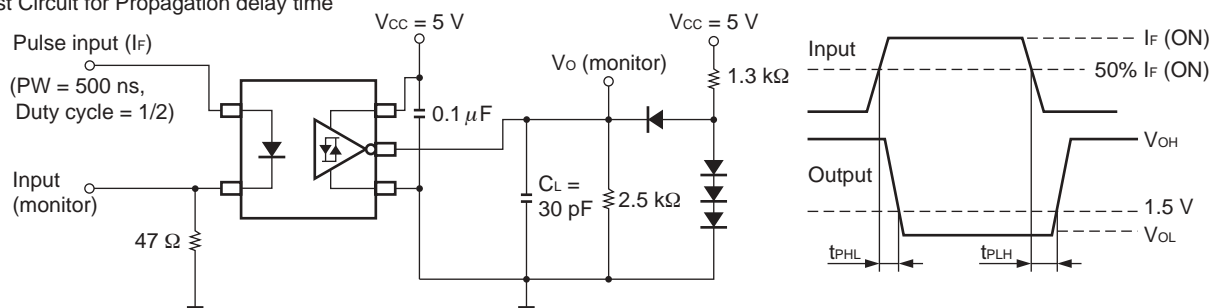 st Circuit for Propagation delay time
Pulse input (IF)
(PW = 500 ns,
Duty cycle = 1/2)
Input
(monitor)
47 Ω
VCC = 5 V
0.1 μF
VO (monitor)
CL =
30 pF
2.5 kΩ
VCC = 5 V
1.3 kΩ
Input
IF (ON)
50% IF (ON)
VOH
Output
1.5 V
VOL
tPHL
tPLH